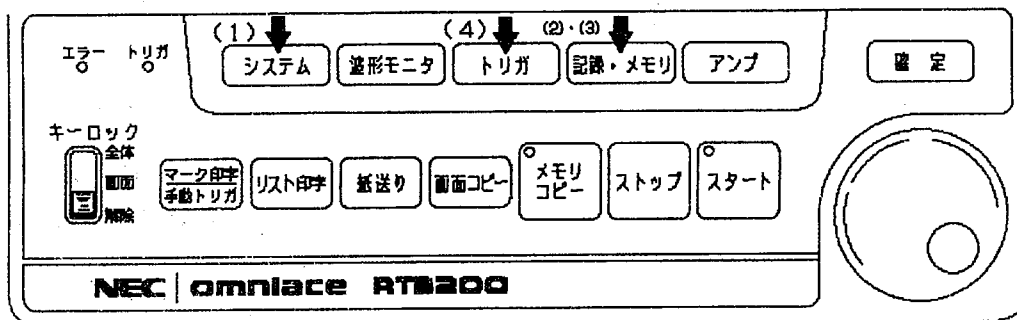 (1) (4) (2)・(3)
エラー トリガ
システム 波形モニタ トリガ 記録・メモリ アンプ 確定
キーロック
全体
画面
解除
マーク印字
手動トリガ
リスト印字 紙送り 画面コピー
メモリ
コピー
ストップ スタート
NEC omniace RT3200